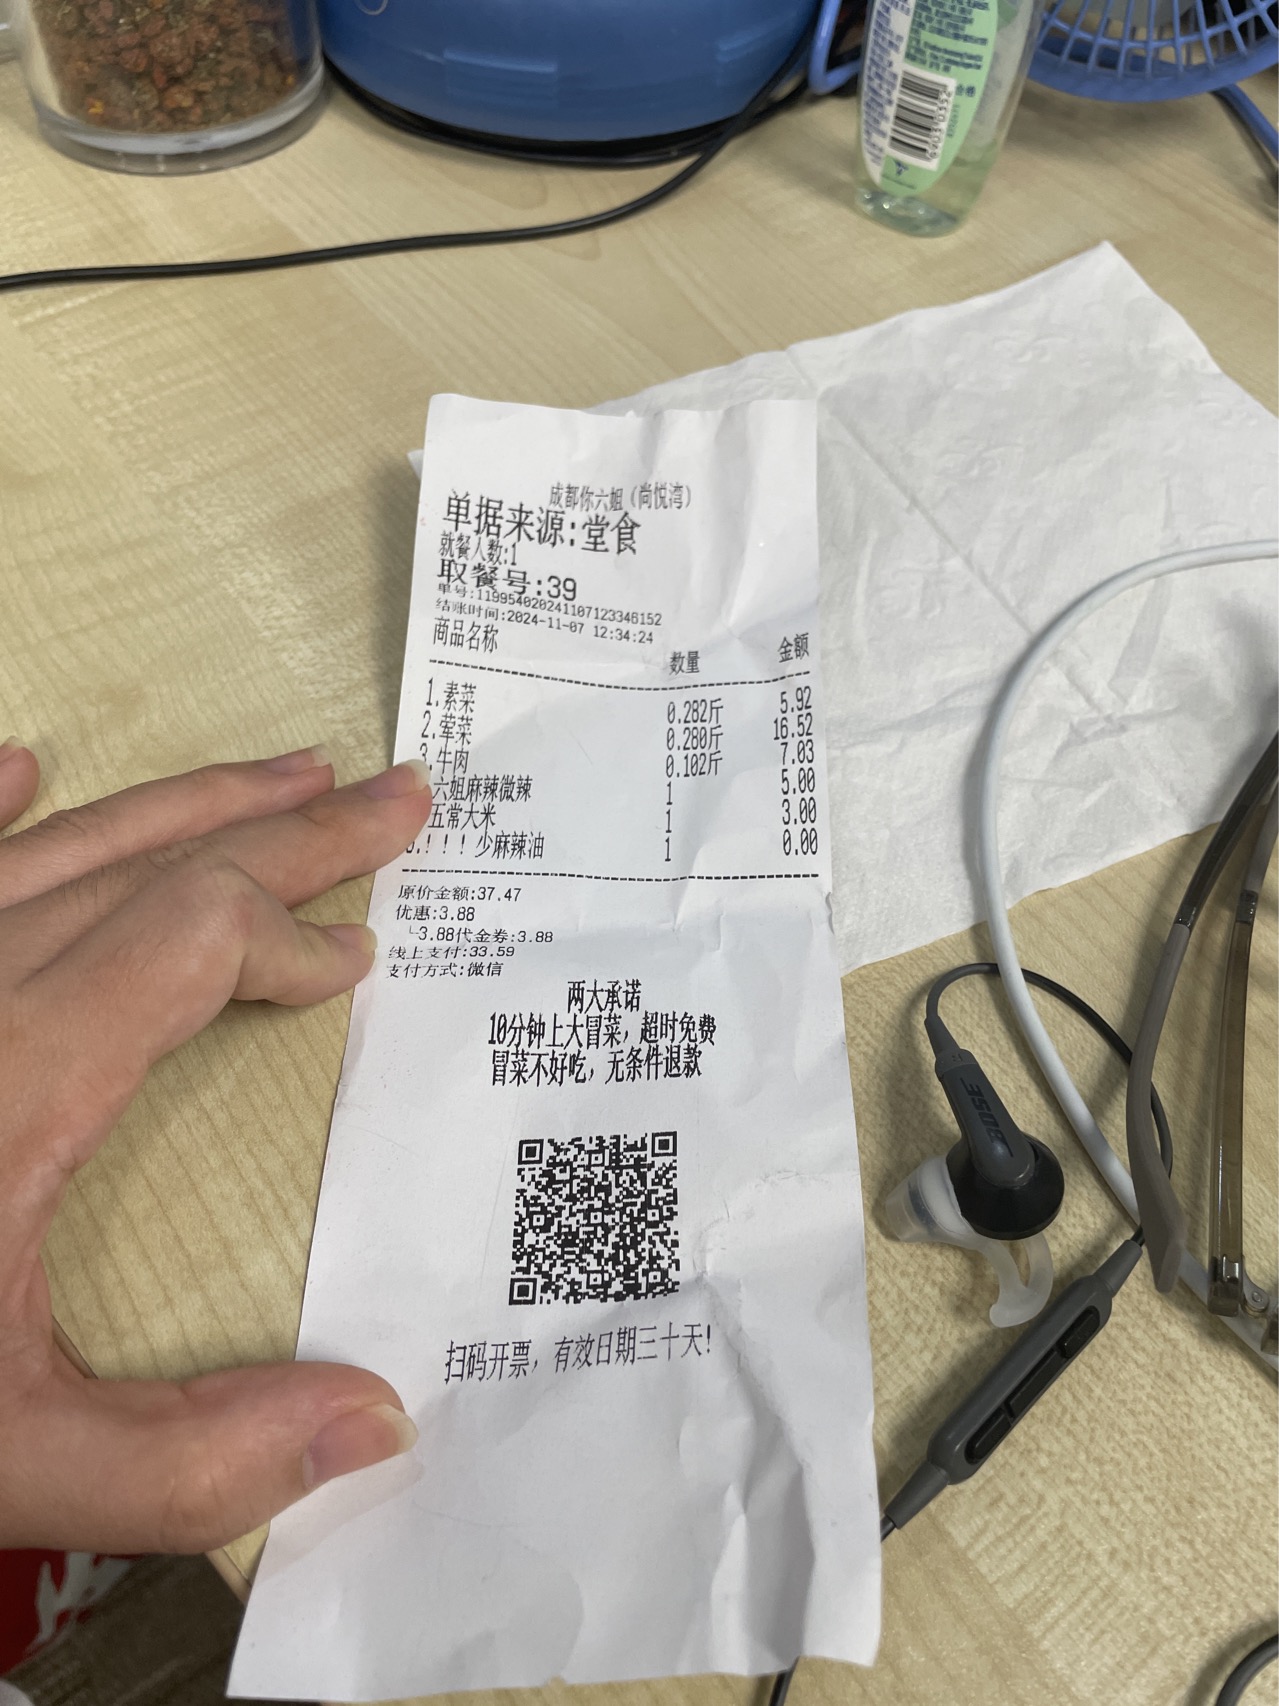 成都你六姐（尚悦湾）
单据来源:堂食
就餐人数:1
取餐号:39
单号:119954020241107123346152
结账时间:2024-11-07 12:34:24
商品名称 数量 金额
1.素菜 0.282斤 5.92
2.荤菜 0.280斤 16.52
3.牛肉 0.102斤 7.03
六姐麻辣微辣 1 5.00
五常大米 1 3.00
.！！！少麻辣油 1 0.00
原价金额:37.47
优惠:3.88
└3.88代金券:3.88
线上支付:33.59
支付方式:微信
两大承诺
10分钟上大冒菜，超时免费
冒菜不好吃，无条件退款
扫码开票，有效日期三十天!
BOSE